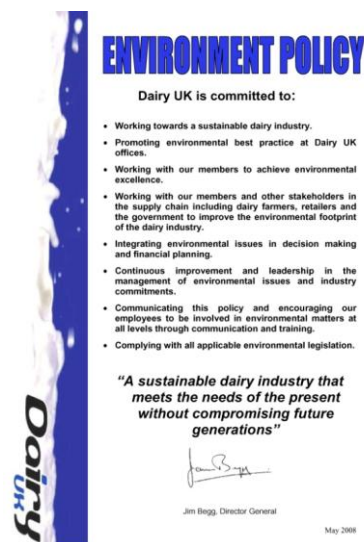 ENVIRONMENT POLICY
Dairy UK is committed to:
• Working towards a sustainable dairy industry.
• Promoting environmental best practice at Dairy UK
offices.
• Working with our members to achieve environmental
excellence.
• Working with our members and other stakeholders in
the supply chain including dairy farmers, retailers and
the government to improve the environmental footprint
of the dairy industry.
• Integrating environmental issues in decision making
and financial planning.
• Continuous improvement and leadership in the
management of environmental issues and industry
commitments.
• Communicating this policy and encouraging our
employees to be involved in environmental matters at
all levels through communication and training.
• Complying with all applicable environmental legislation.
“A sustainable dairy industry that
meets the needs of the present
without compromising future
generations”
Jim Begg
Jim Begg, Director General
May 2008
Dairy
UK